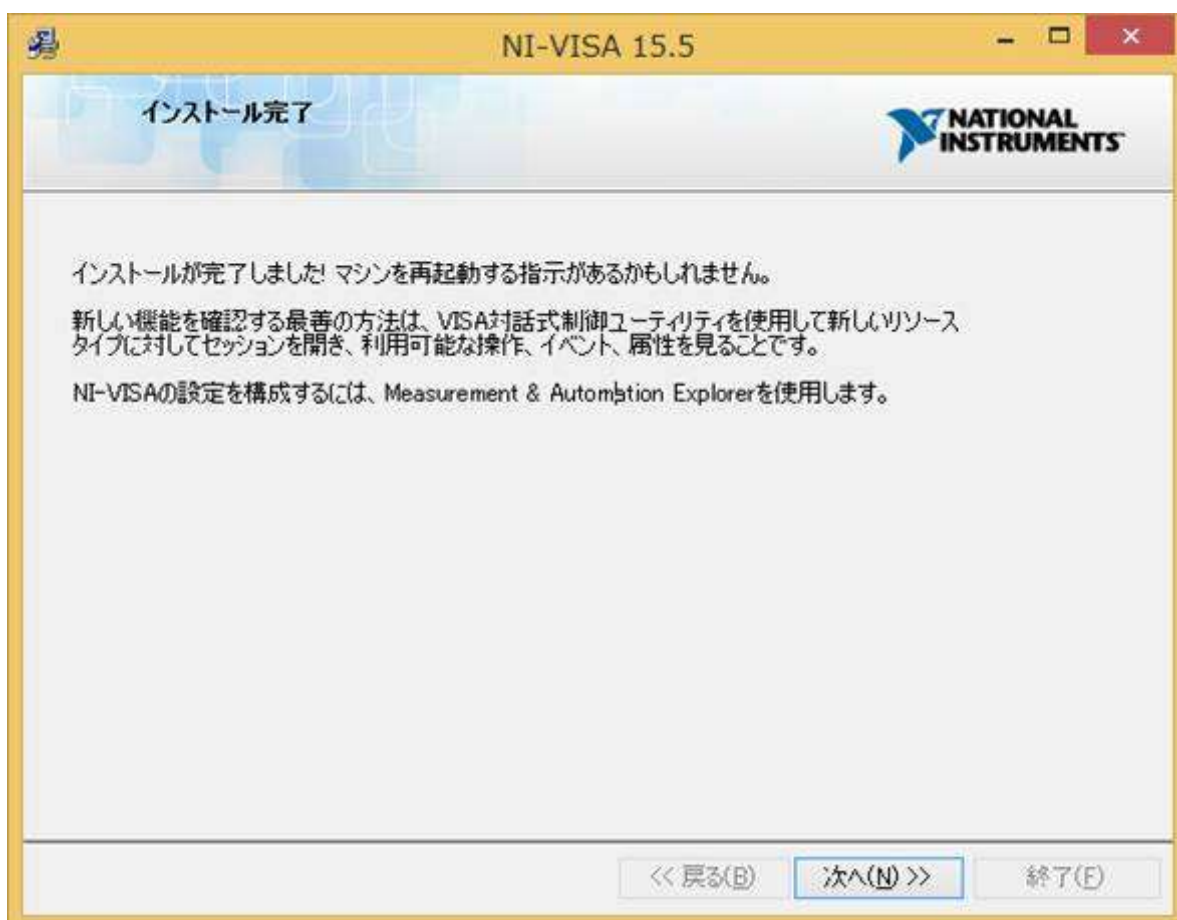 NI-VISA 15.5
インストール完了
NATIONAL
INSTRUMENTS
インストールが完了しました! マシンを再起動する指示があるかもしれません。
新しい機能を確認する最善の方法は、VISA対話式制御ユーティリティを使用して新しいリソース
タイプに対してセッションを開き、利用可能な操作、イベント、属性を見ることです。
NI-VISAの設定を構成するには、Measurement & Automation Explorerを使用します。
<< 戻る(B)
次へ(N) >>
終了(F)